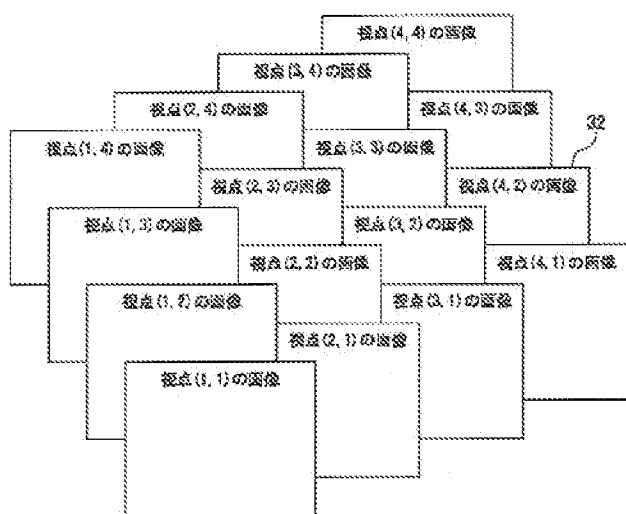 視点(4, 4)の画像
視点(3, 4)の画像
視点(2, 4)の画像
視点(4, 3)の画像
32
視点(1, 4)の画像
視点(3, 3)の画像
視点(2, 3)の画像
視点(4, 2)の画像
視点(1, 3)の画像
視点(3, 2)の画像
視点(2, 2)の画像
視点(4, 1)の画像
視点(1, 2)の画像
視点(3, 1)の画像
視点(2, 1)の画像
視点(1, 1)の画像